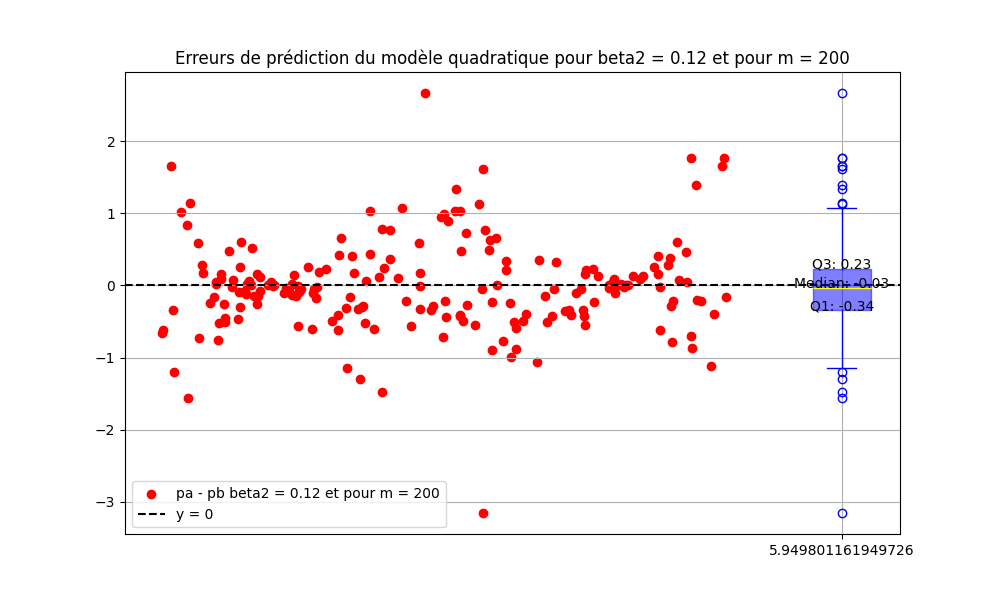 Erreurs de prédiction du modèle quadratique pour beta2 = 0.12 et pour m = 200
2
1
0
−1
−2
−3
Q3: 0.23
Median: -0.03
Q1: -0.34
pa - pb beta2 = 0.12 et pour m = 200
y = 0
5.949801161949726